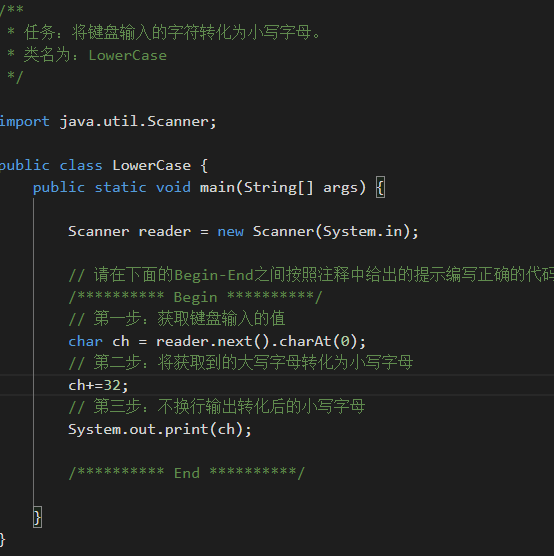 /**
 * 任务：将键盘输入的字符转化为小写字母。
 * 类名为：LowerCase
 */
import java.util.Scanner;
public class LowerCase {
    public static void main(String[] args) {
        Scanner reader = new Scanner(System.in);
        // 请在下面的Begin-End之间按照注释中给出的提示编写正确的代码
        /********** Begin **********/
        // 第一步：获取键盘输入的值
        char ch = reader.next().charAt(0);
        // 第二步：将获取到的大写字母转化为小写字母
        ch+=32;
        // 第三步：不换行输出转化后的小写字母
        System.out.print(ch);
        /********** End **********/
    }
}